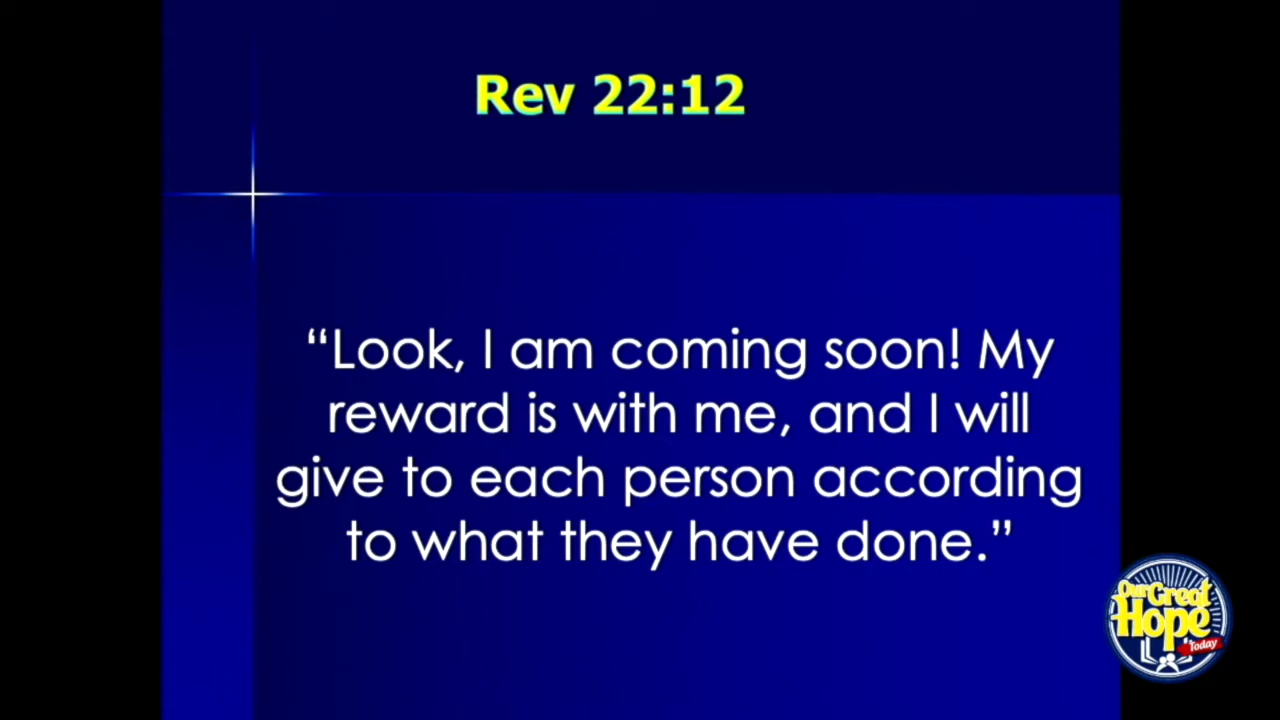 Rev 22:12
“Look, I am coming soon! My
reward is with me, and I will
give to each person according
to what they have done.”
Our Great
Hope
Today